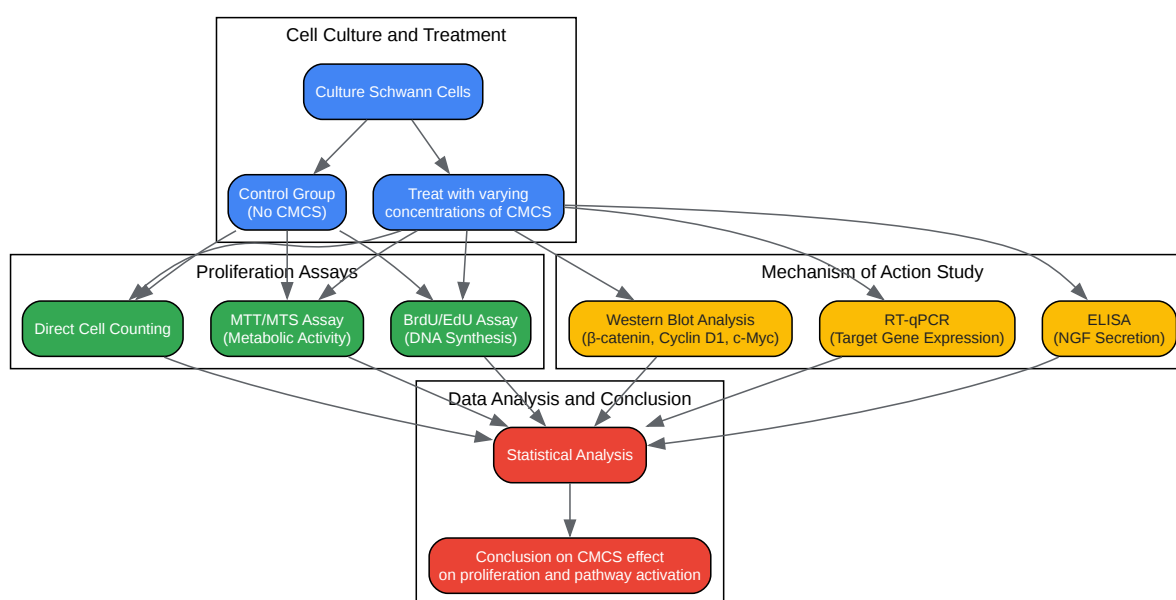 Cell Culture and Treatment
Culture Schwann Cells
Control Group
(No CMCS)
Treat with varying
concentrations of CMCS
Proliferation Assays
Mechanism of Action Study
Direct Cell Counting
MTT/MTS Assay
(Metabolic Activity)
BrdU/EdU Assay
(DNA Synthesis)
Western Blot Analysis
(β-catenin, Cyclin D1, c-Myc)
RT-qPCR
(Target Gene Expression)
ELISA
(NGF Secretion)
Data Analysis and Conclusion
Statistical Analysis
Conclusion on CMCS effect
on proliferation and pathway activation